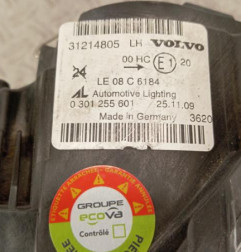 31214805 LH VOLVO
00 HC E1 20
24
LE 08 C 6184
AL Automotive Lighting
0 301 255 601 25.11.09
Made in Germany 3620
GROUPE
ecova
Contrôlé